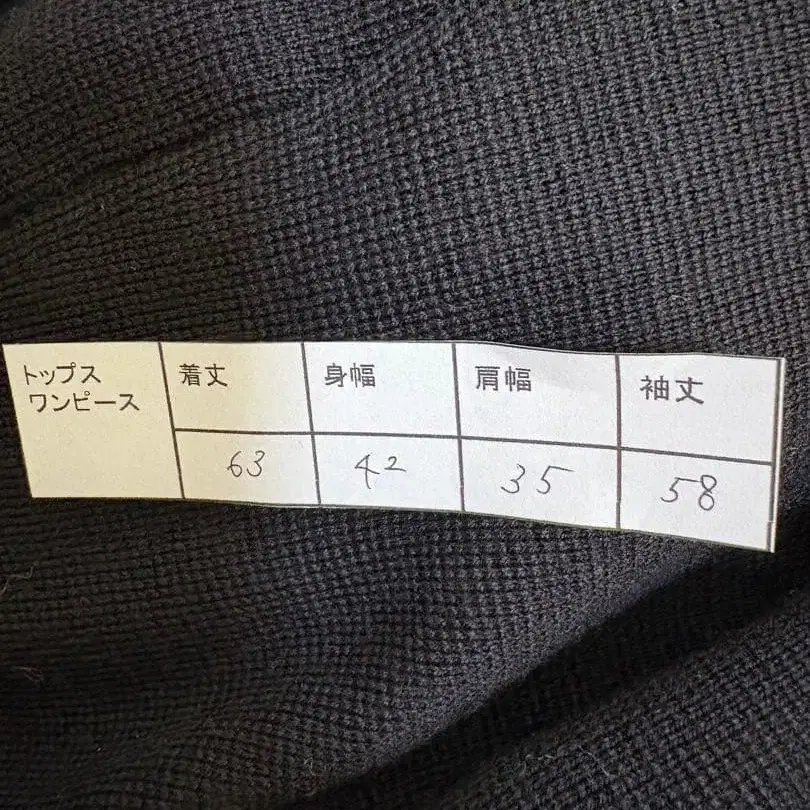 トップス
ワンピース
着丈 身幅 肩幅 袖丈
63 42 35 58